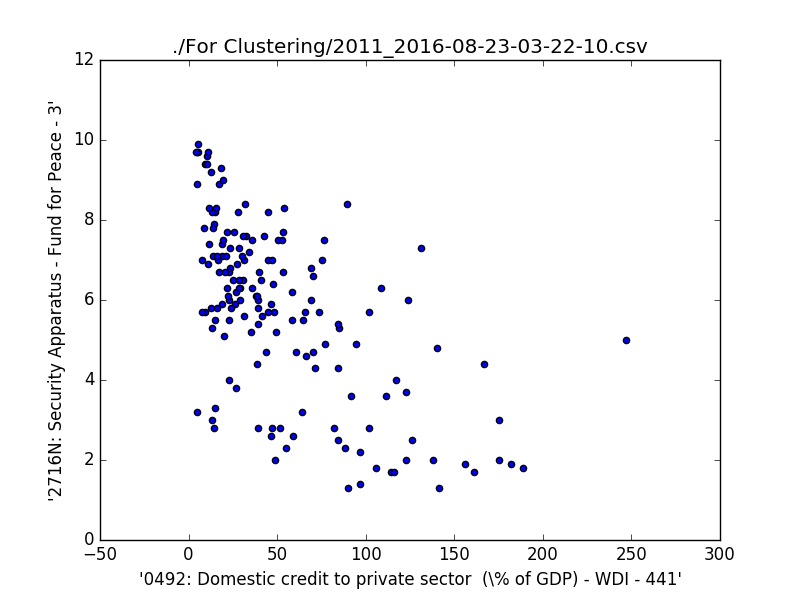 ./For Clustering/2011_2016-08-23-03-22-10.csv
12
10
8
6
4
2
0
'2716N: Security Apparatus - Fund for Peace - 3'
−50 0 50 100 150 200 250 300
'0492: Domestic credit to private sector  (\% of GDP) - WDI - 441'